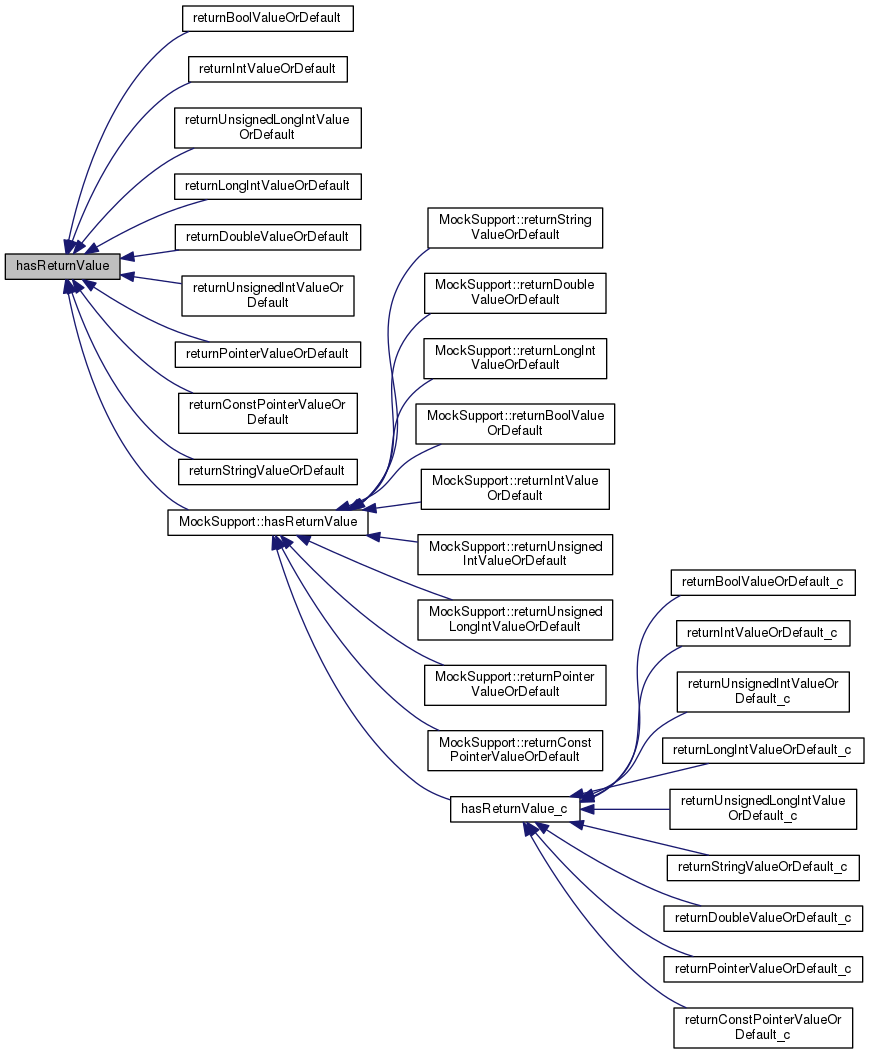 returnBoolValueOrDefault
returnIntValueOrDefault
returnUnsignedLongIntValue
OrDefault
returnLongIntValueOrDefault
returnDoubleValueOrDefault
hasReturnValue
returnUnsignedIntValueOr
Default
returnPointerValueOrDefault
returnConstPointerValueOr
Default
returnStringValueOrDefault
MockSupport::hasReturnValue
MockSupport::returnString
ValueOrDefault
MockSupport::returnDouble
ValueOrDefault
MockSupport::returnLongInt
ValueOrDefault
MockSupport::returnBoolValue
OrDefault
MockSupport::returnIntValue
OrDefault
MockSupport::returnUnsigned
IntValueOrDefault
MockSupport::returnUnsigned
LongIntValueOrDefault
MockSupport::returnPointer
ValueOrDefault
MockSupport::returnConst
PointerValueOrDefault
hasReturnValue_c
returnBoolValueOrDefault_c
returnIntValueOrDefault_c
returnUnsignedIntValueOr
Default_c
returnLongIntValueOrDefault_c
returnUnsignedLongIntValue
OrDefault_c
returnStringValueOrDefault_c
returnDoubleValueOrDefault_c
returnPointerValueOrDefault_c
returnConstPointerValueOr
Default_c